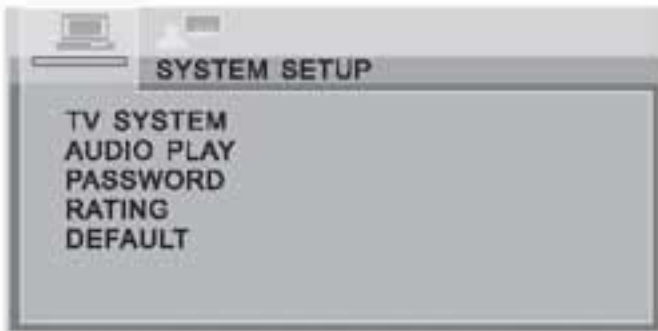 SYSTEM SETUP
TV SYSTEM
AUDIO PLAY
PASSWORD
RATING
DEFAULT